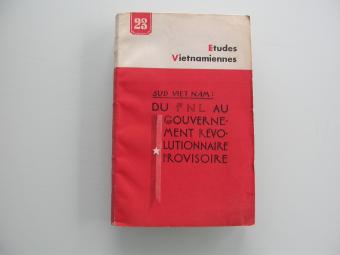 23
Etudes
Vietnamiennes
SUD VIET NAM:
DU FNL AU
GOUVERNE-
MENT REVO-
LUTIONNAIRE
PROVISOIRE